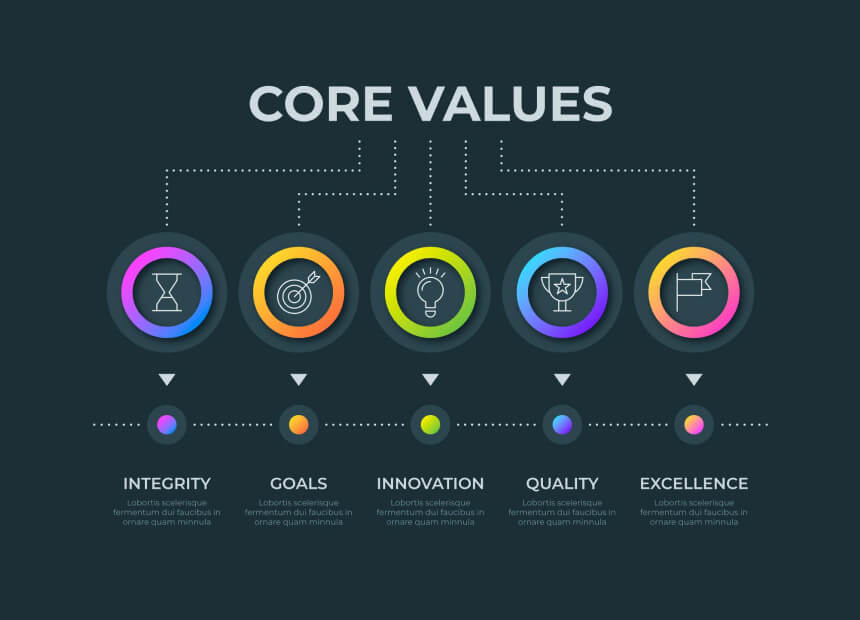 CORE VALUES
INTEGRITY
Lobortis scelerisque
fermentum dui faucibus in
ornare quam minnula
GOALS
Lobortis scelerisque
fermentum dui faucibus in
ornare quam minnula
INNOVATION
Lobortis scelerisque
fermentum dui faucibus in
ornare quam minnula
QUALITY
Lobortis scelerisque
fermentum dui faucibus in
ornare quam minnula
EXCELLENCE
Lobortis scelerisque
fermentum dui faucibus in
ornare quam minnula